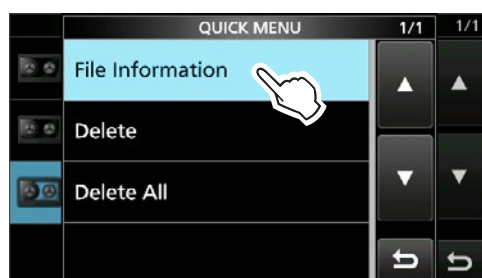 QUICK MENU 1/1 1/1
File Information
Delete
Delete All